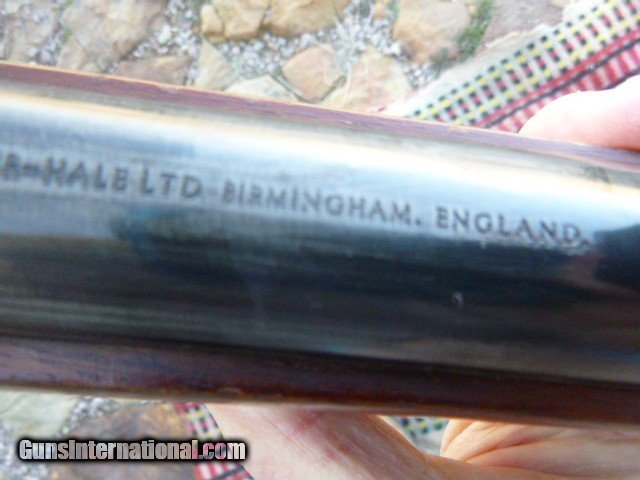 R-HALE LTD. BIRMINGHAM. ENGLAND.
GunsInternational.com